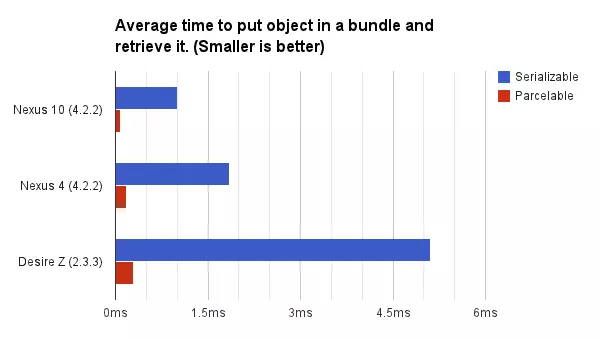 Average time to put object in a bundle and
retrieve it. (Smaller is better)
Serializable
Parcelable
Nexus 10 (4.2.2)
Nexus 4 (4.2.2)
Desire Z (2.3.3)
0ms 1.5ms 3ms 4.5ms 6ms